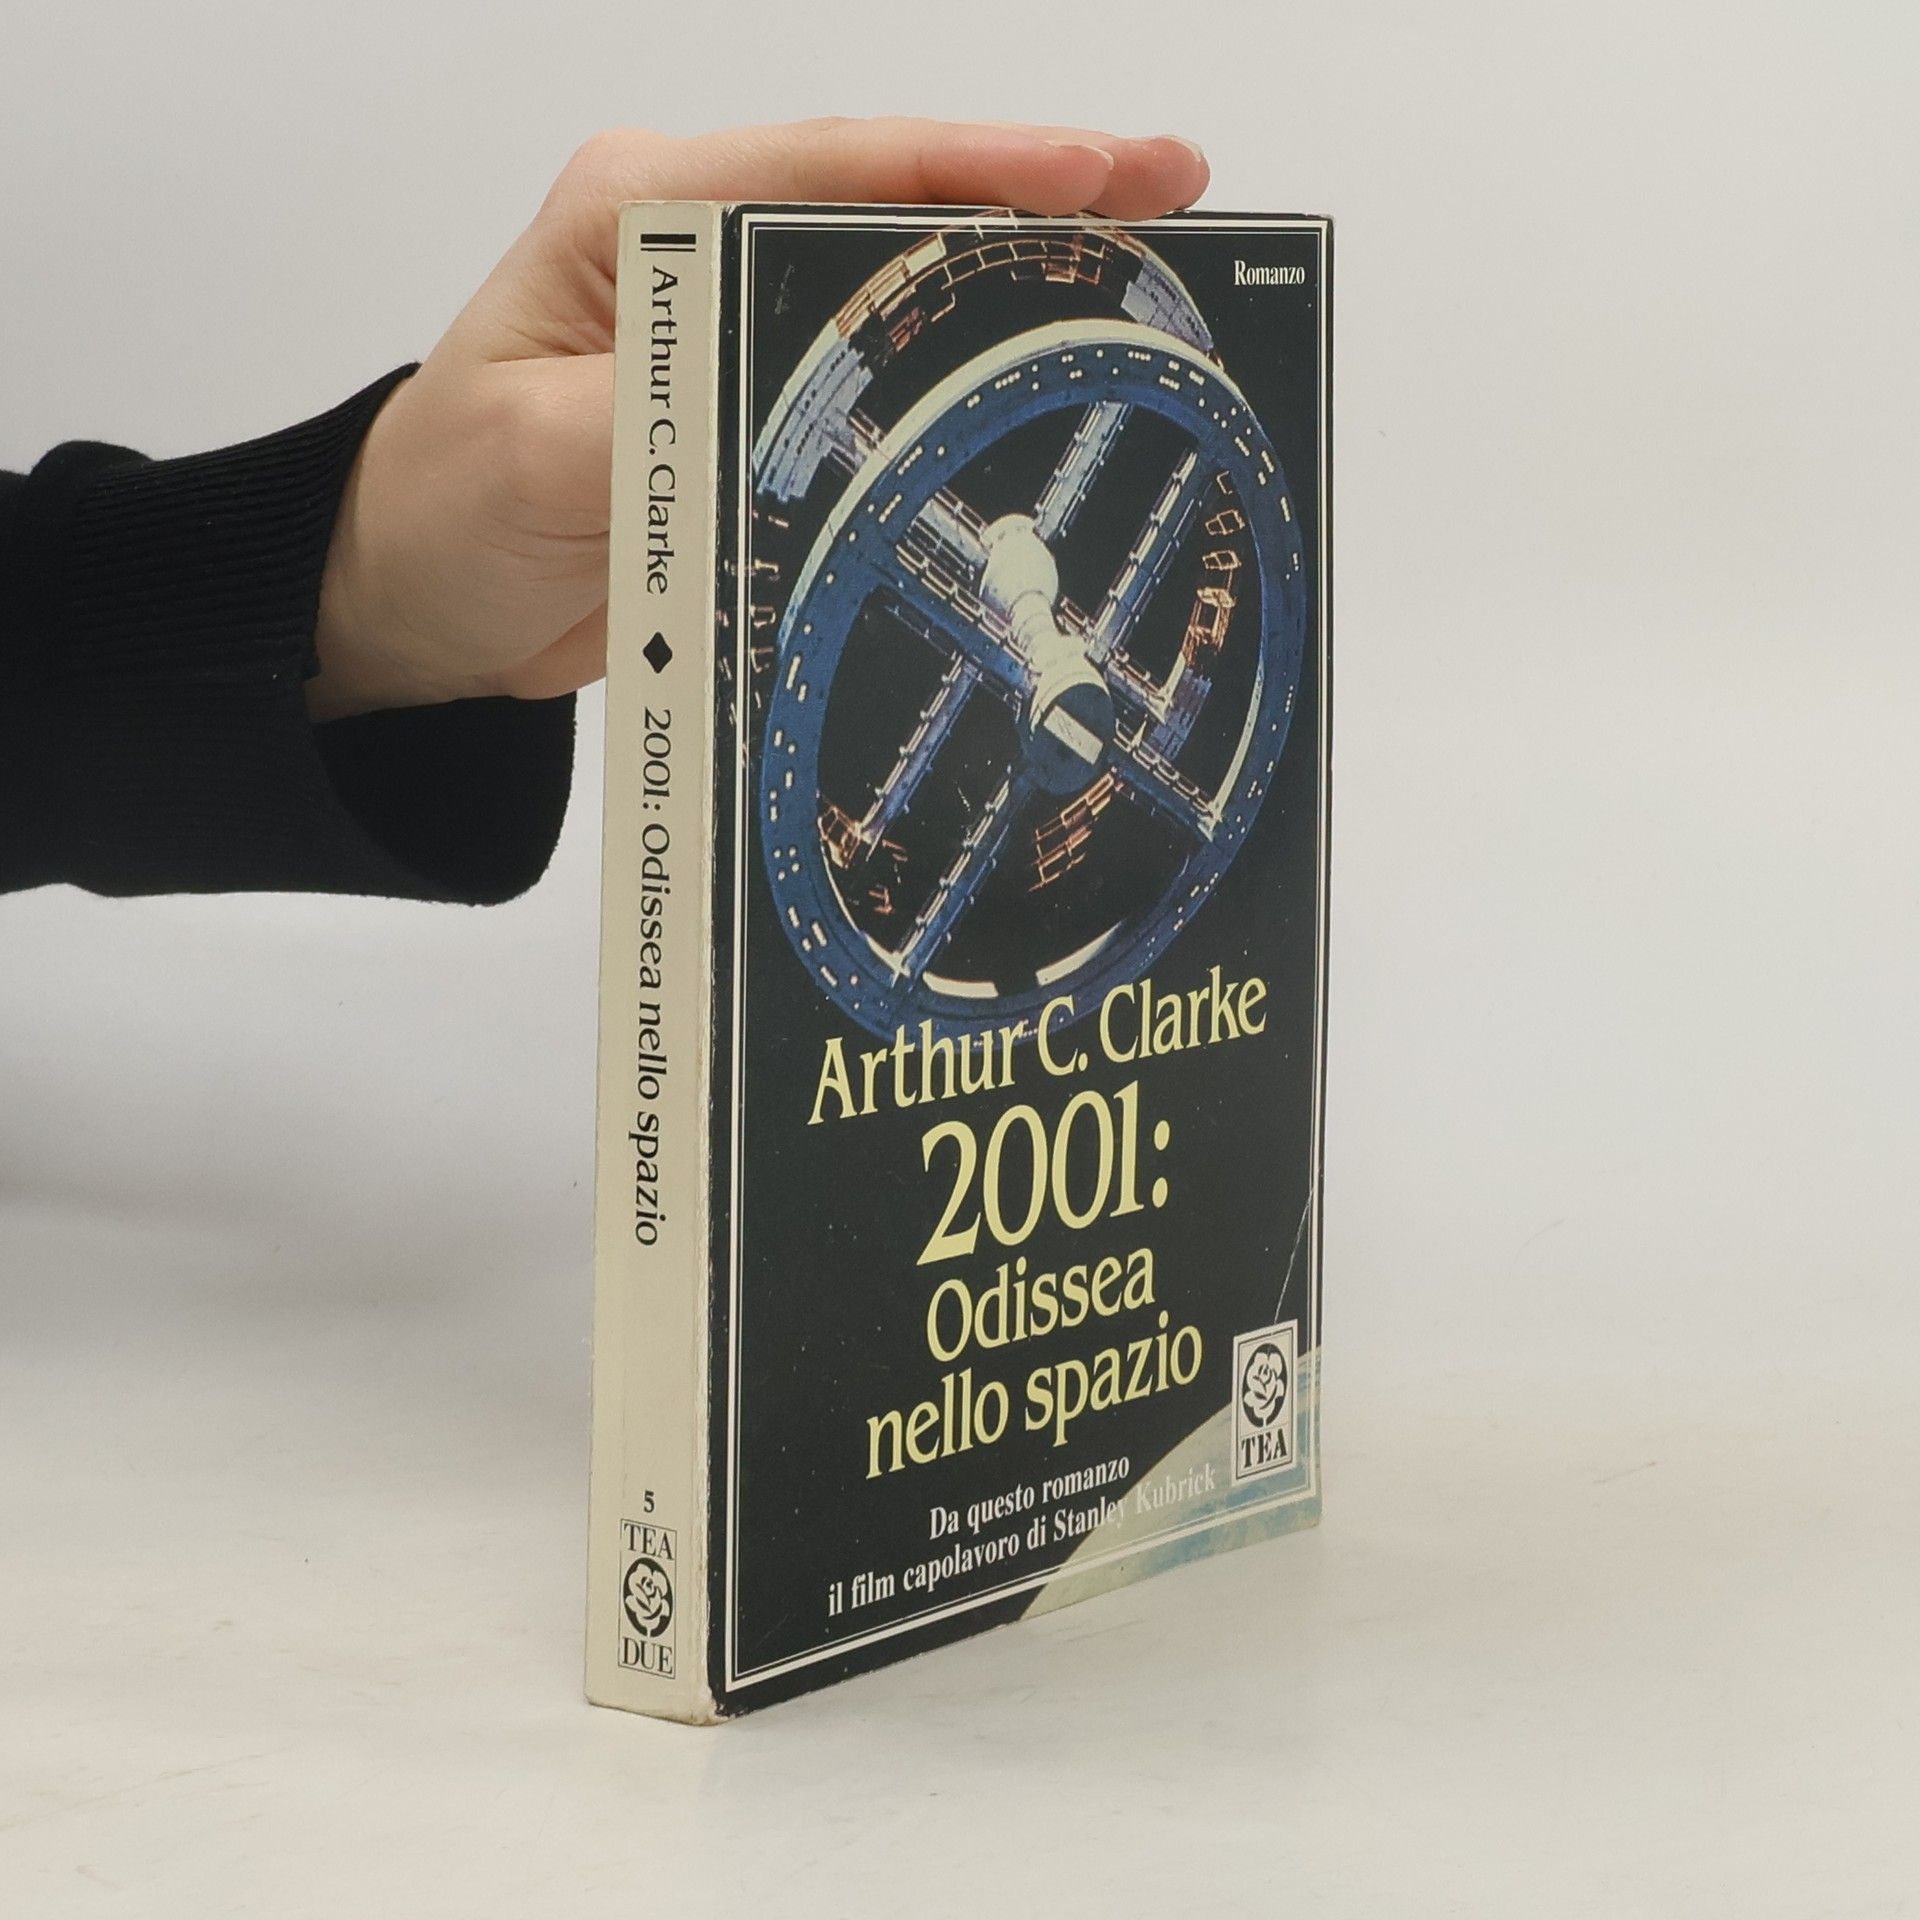 Arthur C. Clarke ◆ 2001: Odissea nello spazio
5
TEA
DUE
Romanzo
Arthur C. Clarke
2001:
Odissea
nello spazio
TEA
Da questo romanzo
il film capolavoro di Stanley Kubrick